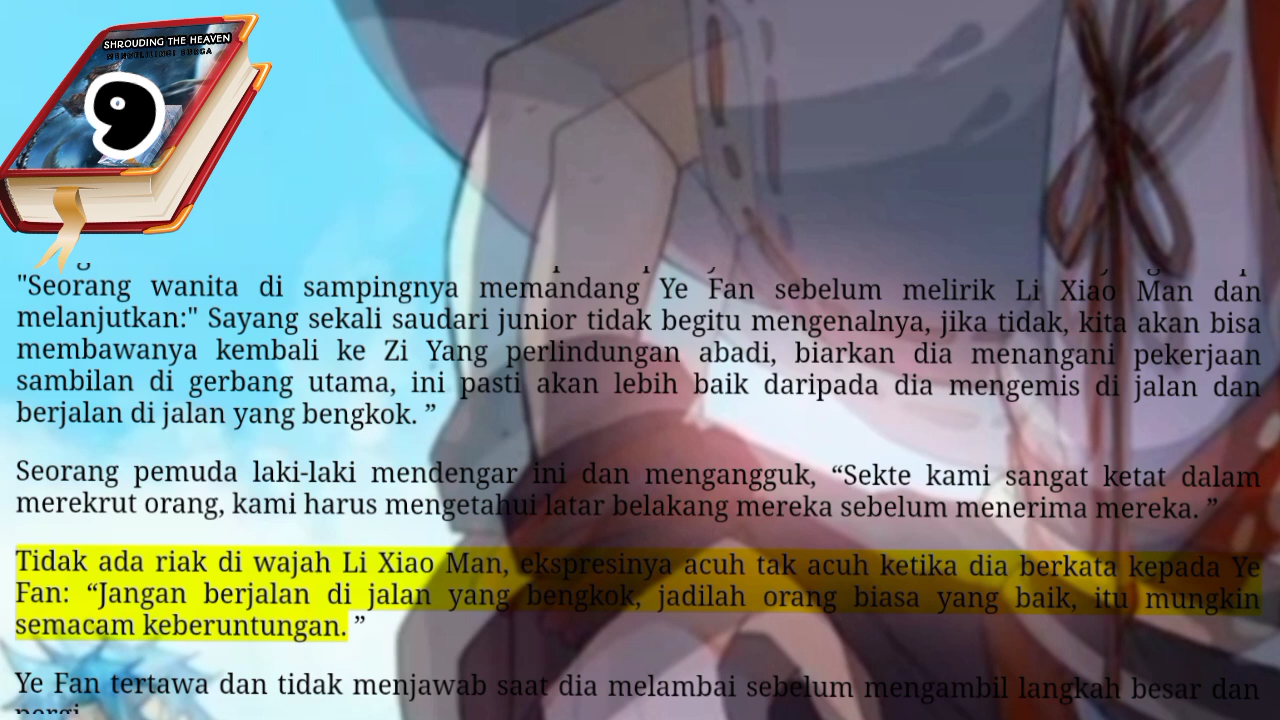 SHROUDING THE HEAVEN
9
"Seorang wanita di sampingnya memandang Ye Fan sebelum melirik Li Xiao Man dan
melanjutkan:" Sayang sekali saudari junior tidak begitu mengenalnya, jika tidak, kita akan bisa
membawanya kembali ke Zi Yang perlindungan abadi, biarkan dia menangani pekerjaan
sambilan di gerbang utama, ini pasti akan lebih baik daripada dia mengemis di jalan dan
berjalan di jalan yang bengkok. ”
Seorang pemuda laki-laki mendengar ini dan mengangguk, “Sekte kami sangat ketat dalam
merekrut orang, kami harus mengetahui latar belakang mereka sebelum menerima mereka. ”
Tidak ada riak di wajah Li Xiao Man, ekspresinya acuh tak acuh ketika dia berkata kepada Ye
Fan: “Jangan berjalan di jalan yang bengkok, jadilah orang biasa yang baik, itu mungkin
semacam keberuntungan. ”
Ye Fan tertawa dan tidak menjawab saat dia melambai sebelum mengambil langkah besar dan